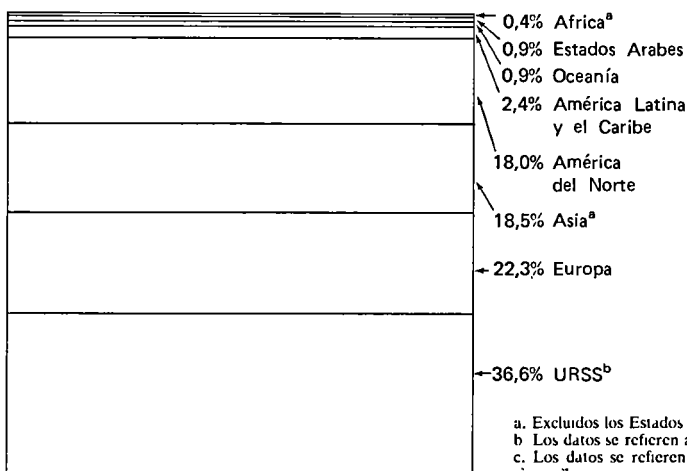 0,4% Africaª
0,9% Estados Arabes
0,9% Oceanía
2,4% América Latina
y el Caribe
18,0% América
del Norte
18,5% Asiaª
22,3% Europa
36,6% URSSᵇ
a. Excluidos los Estados
b Los datos se refieren a
c. Los datos se refieren